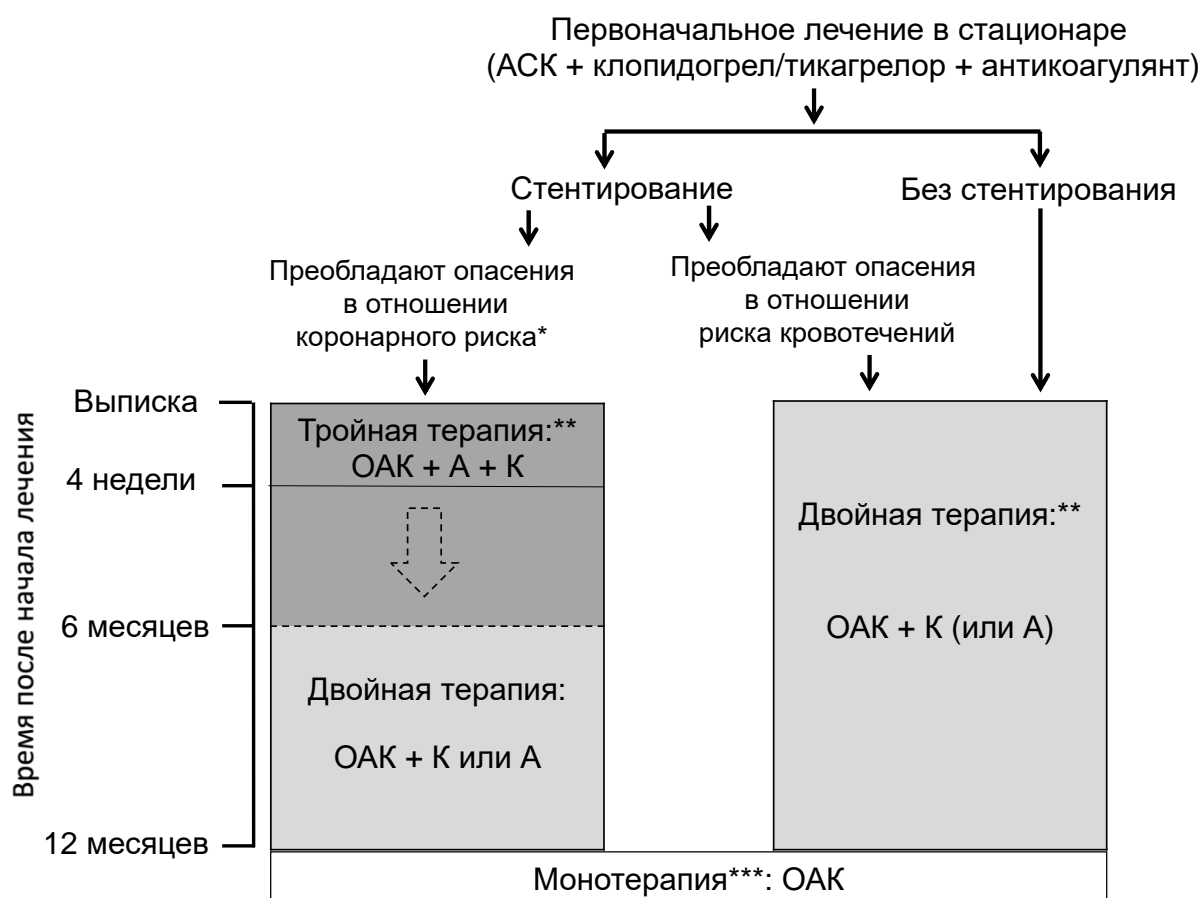 Первоначальное лечение в стационаре
(АСК + клопидогрел/тикагрелор + антикоагулянт)
Стентирование
Без стентирования
Преобладают опасения
в отношении
коронарного риска*
Преобладают опасения
в отношении
риска кровотечений
Время после начала лечения
Выписка
4 недели
6 месяцев
12 месяцев
Тройная терапия:**
ОАК + А + К
Двойная терапия:
ОАК + К или А
Двойная терапия:**
ОАК + К (или А)
Монотерапия***: ОАК